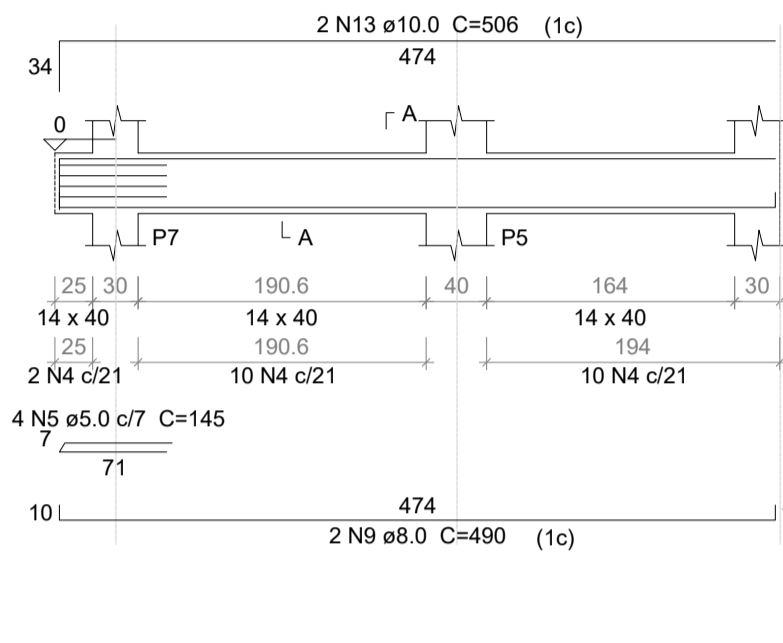 2 N13 ø10.0 C=506 (1c)
474
34
A
0
P7
A
P5
25 30 190.6 40 164 30
14 x 40 14 x 40 14 x 40
25 190.6 194
2 N4 c/21 10 N4 c/21 10 N4 c/21
4 N5 ø5.0 c/7 C=145
7
71
474
10
2 N9 ø8.0 C=490 (1c)